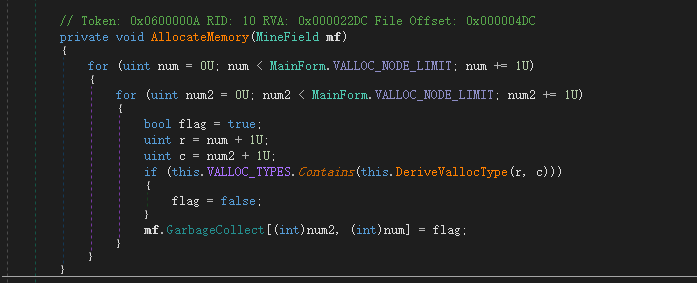 // Token: 0x0600000A RID: 10 RVA: 0x000022DC File Offset: 0x000004DC
private void AllocateMemory(MineField mf)
{
for (uint num = 0U; num < MainForm.VALLOC_NODE_LIMIT; num += 1U)
{
for (uint num2 = 0U; num2 < MainForm.VALLOC_NODE_LIMIT; num2 += 1U)
{
bool flag = true;
uint r = num + 1U;
uint c = num2 + 1U;
if (this.VALLOC_TYPES.Contains(this.DeriveVallocType(r, c)))
{
flag = false;
}
mf.GarbageCollect[(int)num2, (int)num] = flag;
}
}
}